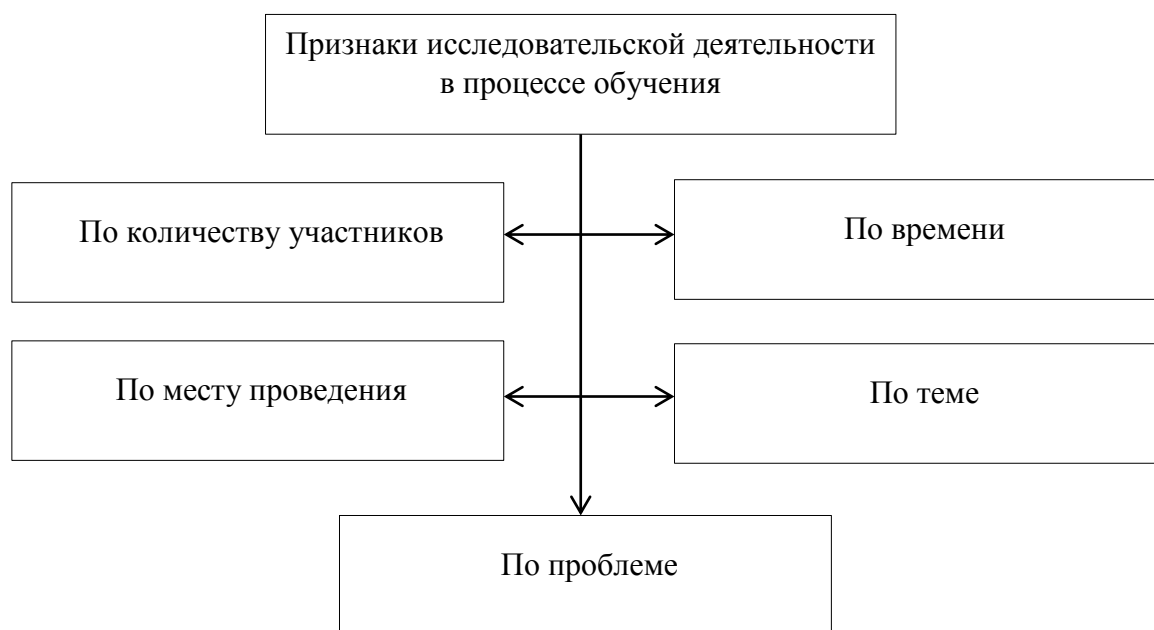 Признаки исследовательской деятельности
в процессе обучения
По количеству участников
По времени
По месту проведения
По теме
По проблеме